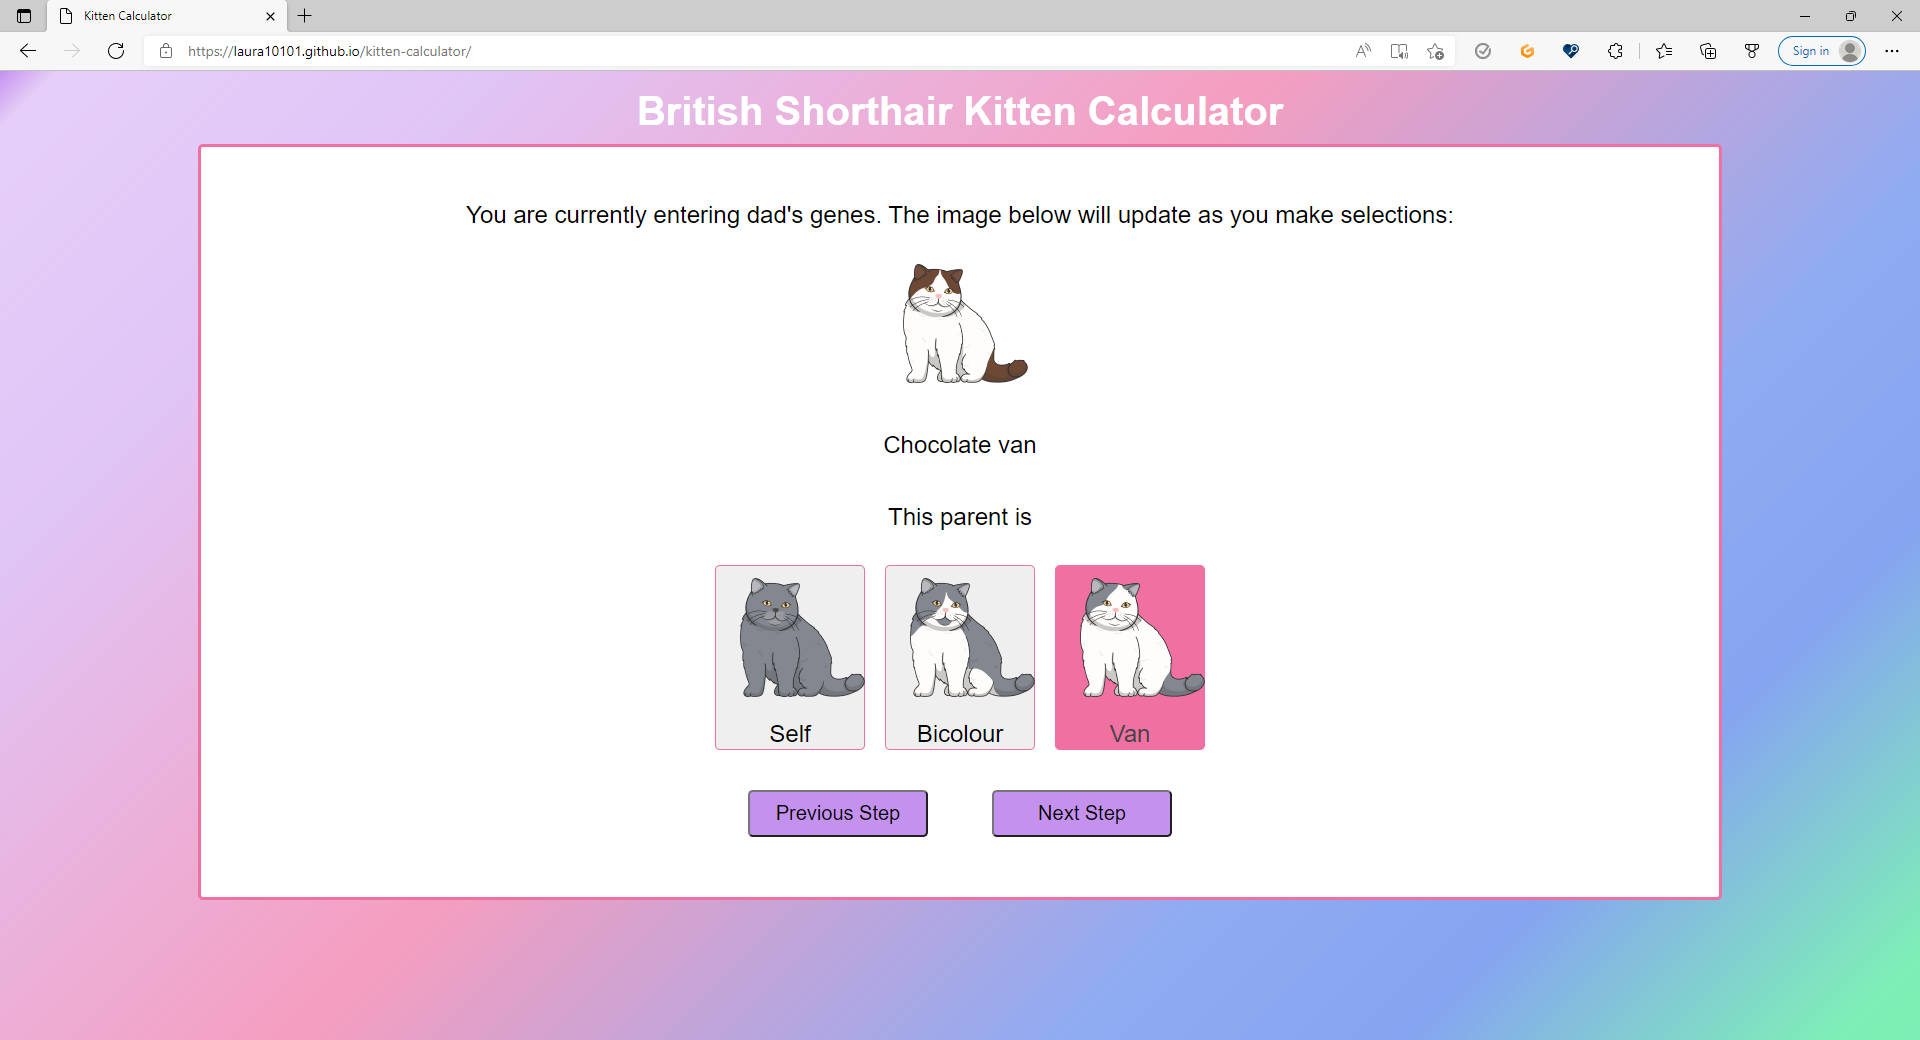 Kitten Calculator
https://laura10101.github.io/kitten-calculator/
Sign in
British Shorthair Kitten Calculator
You are currently entering dad's genes. The image below will update as you make selections:
Chocolate van
This parent is
Self Bicolour Van
Previous Step Next Step